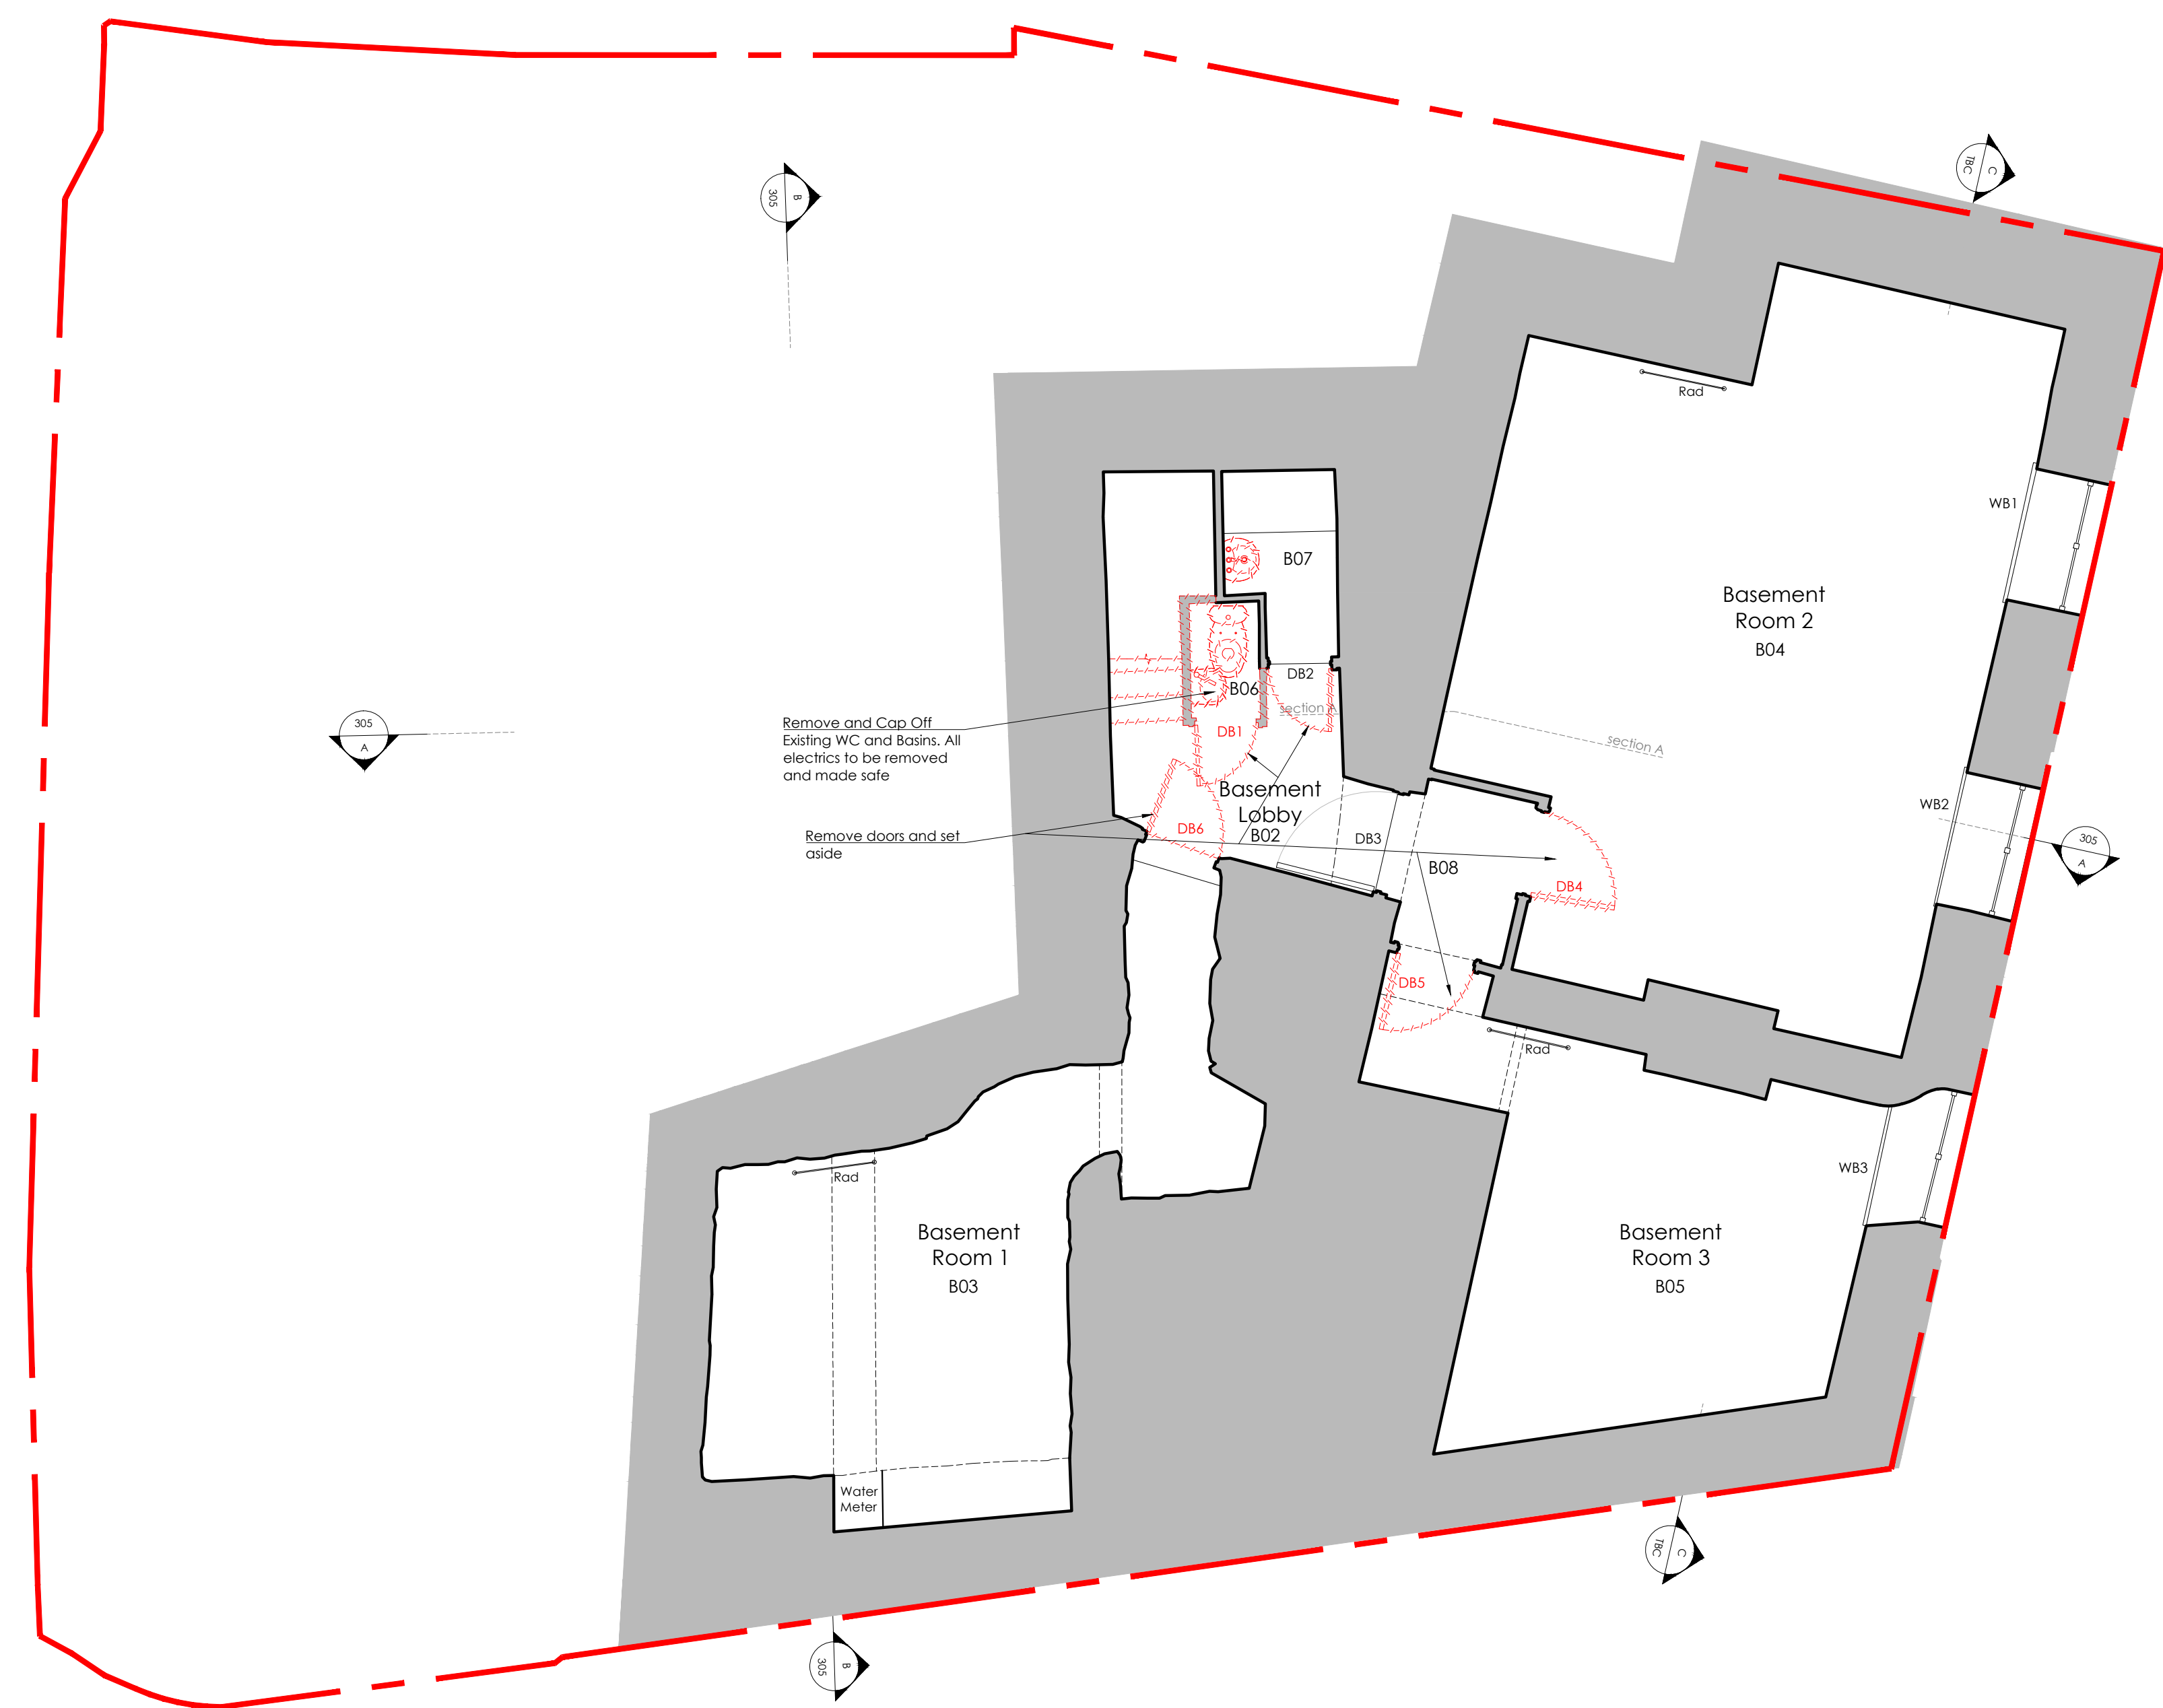 C
TBC
B
305
Rad
WB1
B07
Basement
Room 2
B04
DB2
B06
section A
305
A
Remove and Cap Off
Existing WC and Basins. All
electrics to be removed
and made safe
DB1
section A
Basement
Lobby
B02
WB2
DB6
DB3
Remove doors and set
aside
305
A
B08
DB4
DB5
Rad
WB3
Rad
Basement
Room 1
B03
Basement
Room 3
B05
Water
Meter
C
TBC
B
305